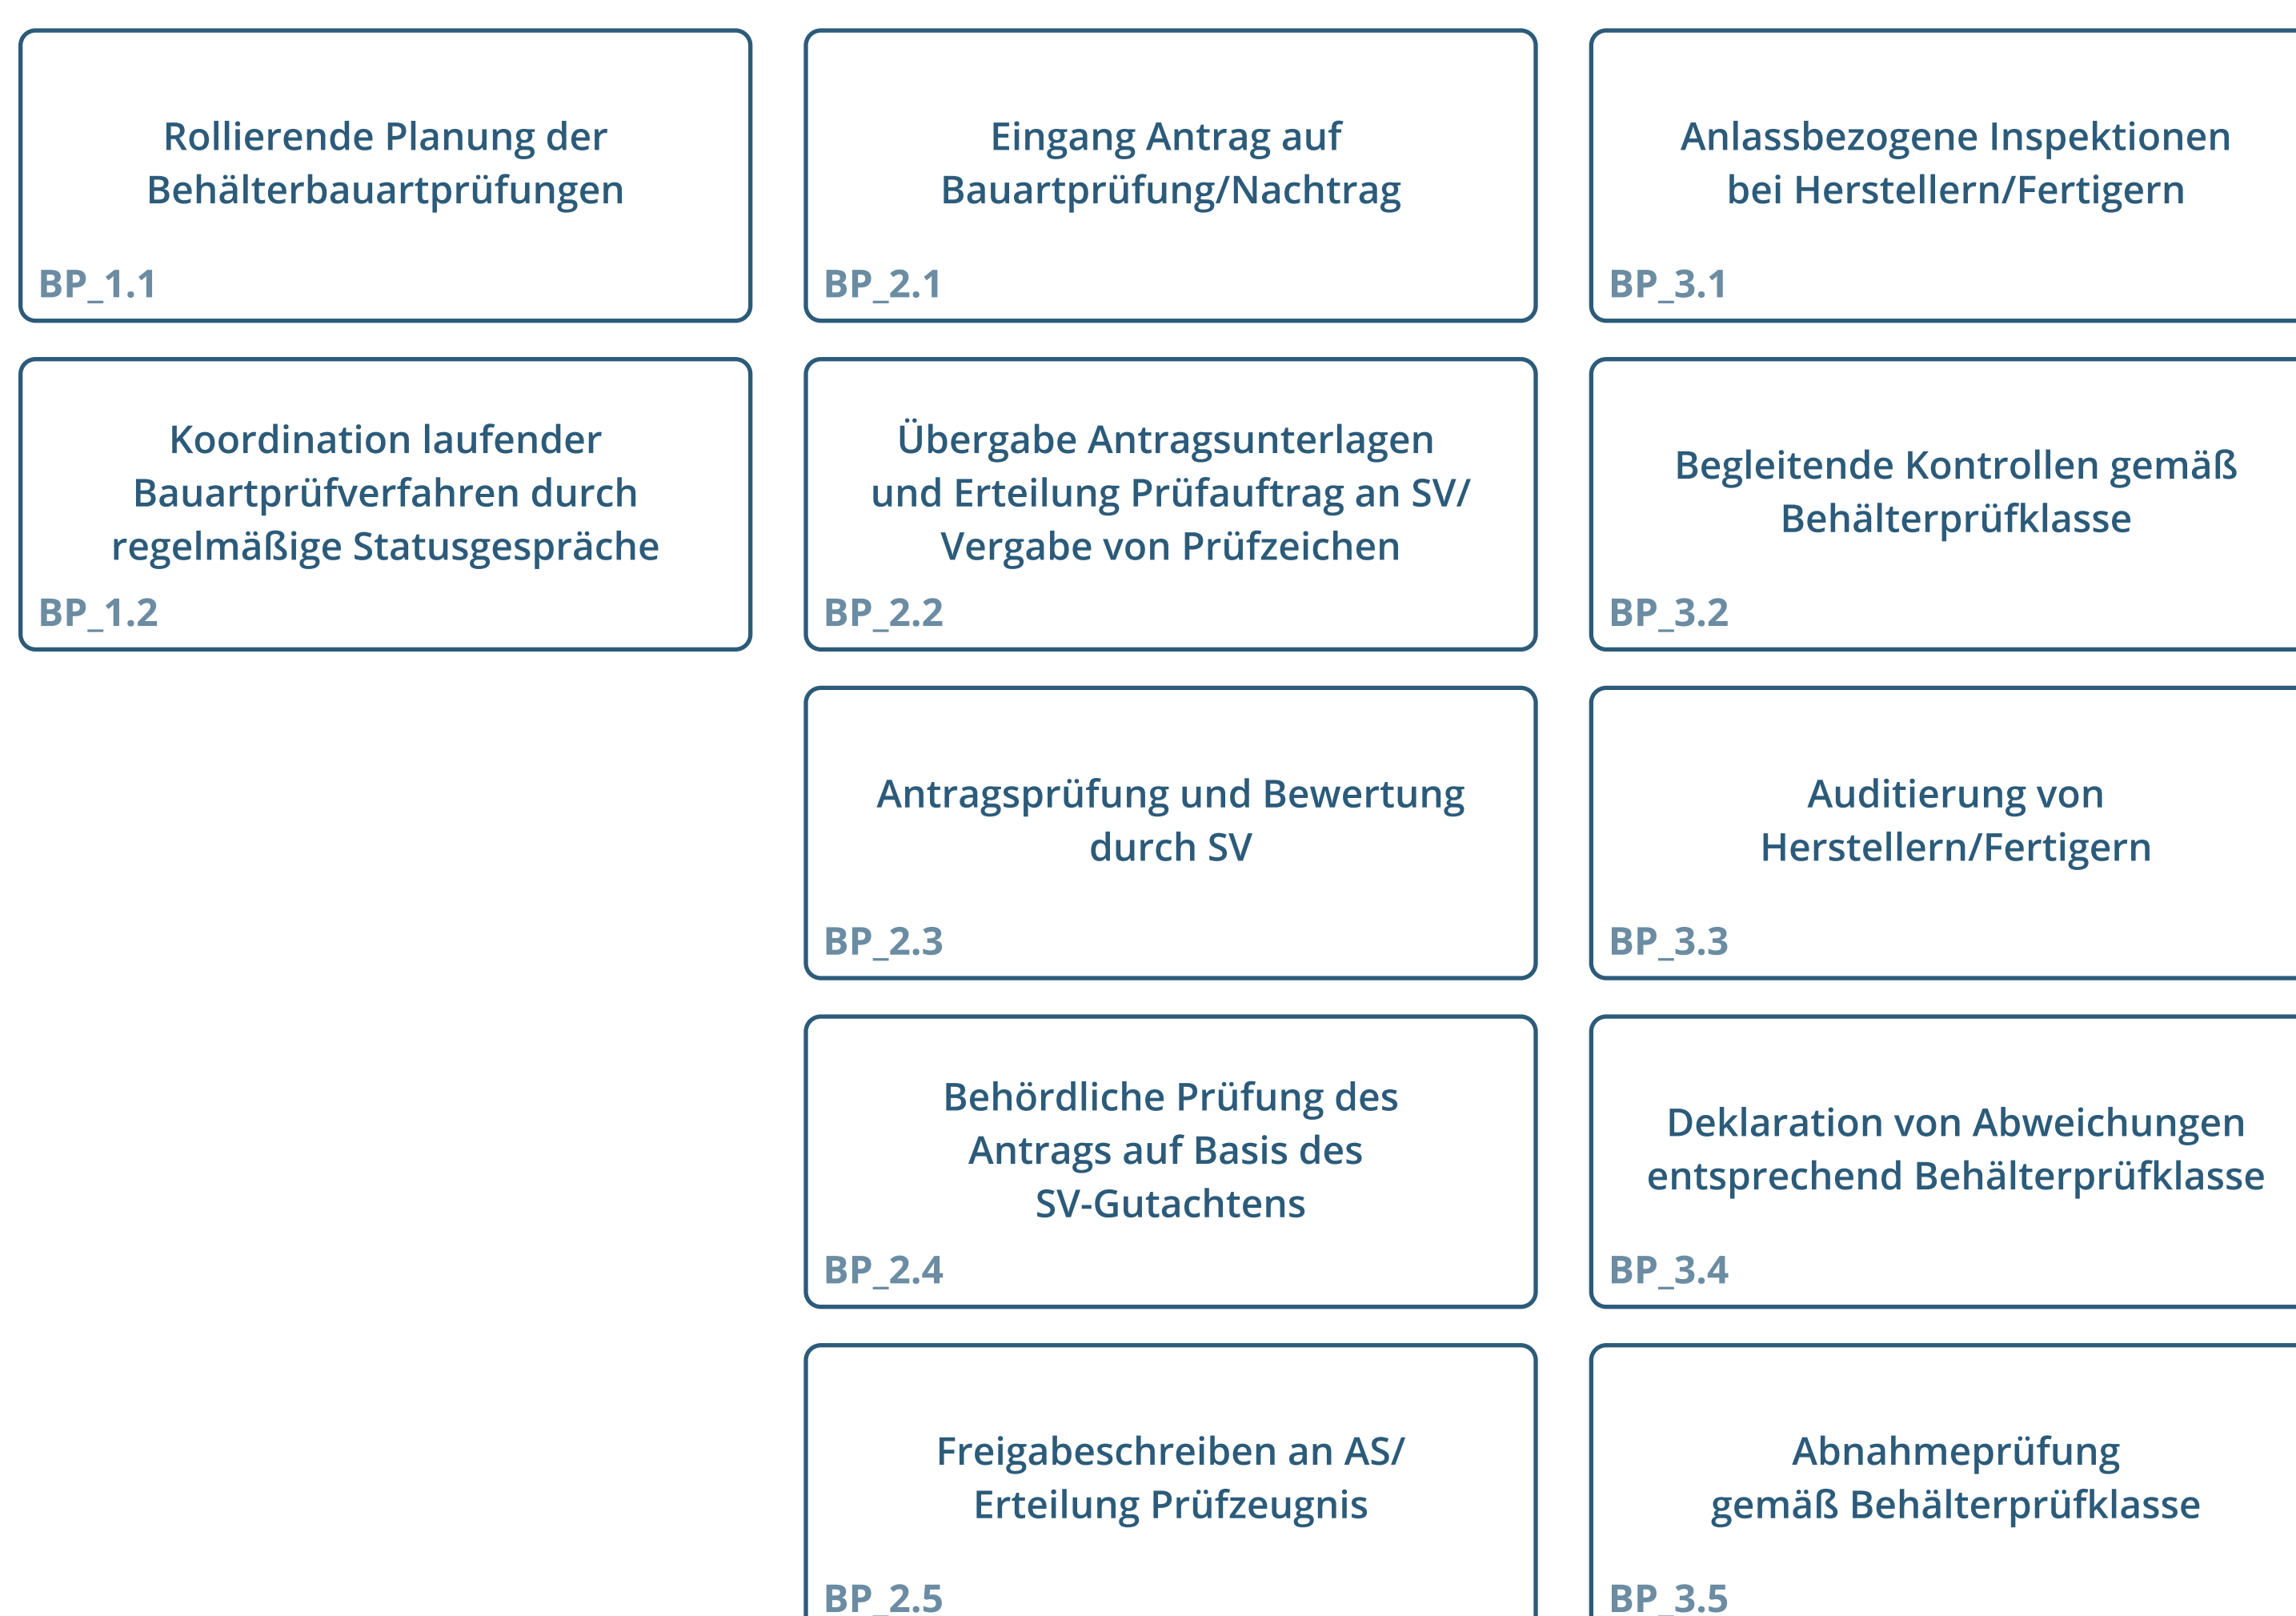 Rollierende Planung der
Behälterbauartprüfungen
BP_1.1
Eingang Antrag auf
Bauartprüfung/Nachtrag
BP_2.1
Anlassbezogene Inspektionen
bei Herstellern/Fertigern
BP_3.1
Koordination laufender
Bauartprüfverfahren durch
regelmäßige Statusgespräche
BP_1.2
Übergabe Antragsunterlagen
und Erteilung Prüfauftrag an SV/
Vergabe von Prüfzeichen
BP_2.2
Begleitende Kontrollen gemäß
Behälterprüfklasse
BP_3.2
Antragsprüfung und Bewertung
durch SV
BP_2.3
Auditierung von
Herstellern/Fertigern
BP_3.3
Behördliche Prüfung des
Antrags auf Basis des
SV-Gutachtens
BP_2.4
Deklaration von Abweichungen
entsprechend Behälterprüfklasse
BP_3.4
Freigabeschreiben an AS/
Erteilung Prüfzeugnis
BP_2.5
Abnahmeprüfung
gemäß Behälterprüfklasse
BP_3.5